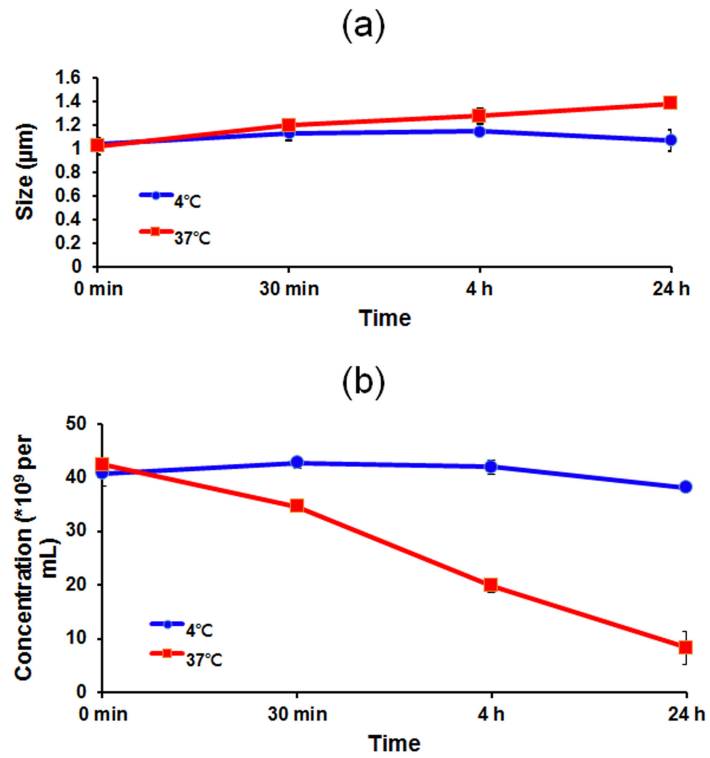 (a)
1.6
1.4
1.2
1
0.8
0.6
0.4
0.2
0
Size (µm)
4℃
37℃
0 min 30 min 4 h 24 h
Time
(b)
50
40
30
20
10
0
Concentration (*10⁹ per
mL)
4℃
37℃
0 min 30 min 4 h 24 h
Time